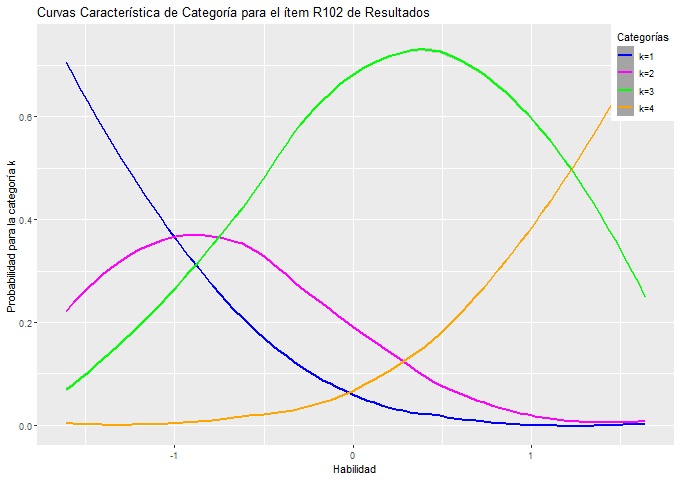 Curvas Característica de Categoría para el ítem R102 de Resultados
Categorías
k=1
k=2
k=3
k=4
Probabilidad para la categoría k
0.6
0.4
0.2
0.0
-1
0
1
Habilidad